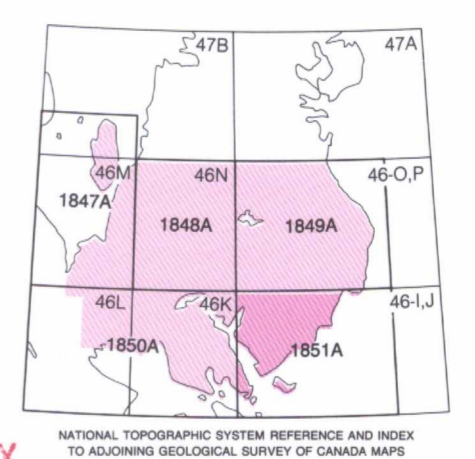 47B
47A
46M
46N
46-O,P
1847A
1848A
1849A
46L
46K
46-I,J
1850A
1851A
NATIONAL TOPOGRAPHIC SYSTEM REFERENCE AND INDEX
TO ADJOINING GEOLOGICAL SURVEY OF CANADA MAPS